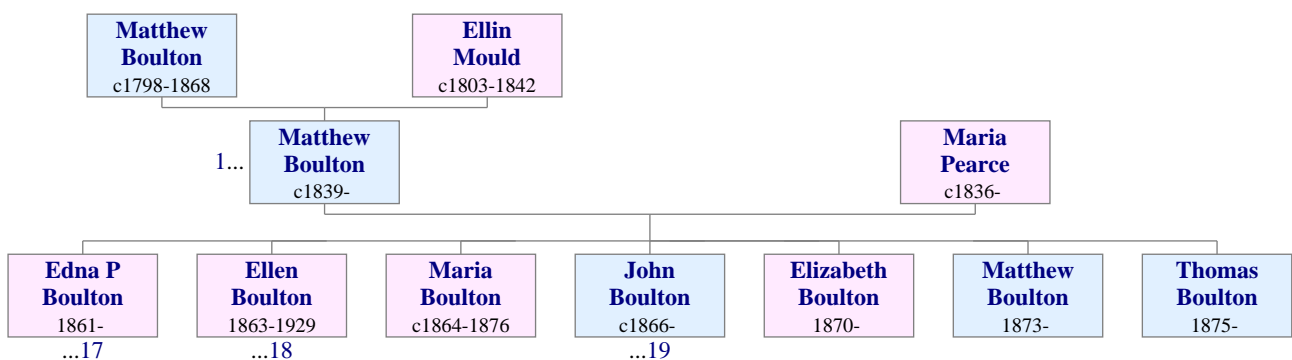 Matthew
Boulton
c1798-1868
Ellin
Mould
c1803-1842
1...
Matthew
Boulton
c1839-
Maria
Pearce
c1836-
Edna P
Boulton
1861-
...17
Ellen
Boulton
1863-1929
...18
Maria
Boulton
c1864-1876
John
Boulton
c1866-
...19
Elizabeth
Boulton
1870-
Matthew
Boulton
1873-
Thomas
Boulton
1875-